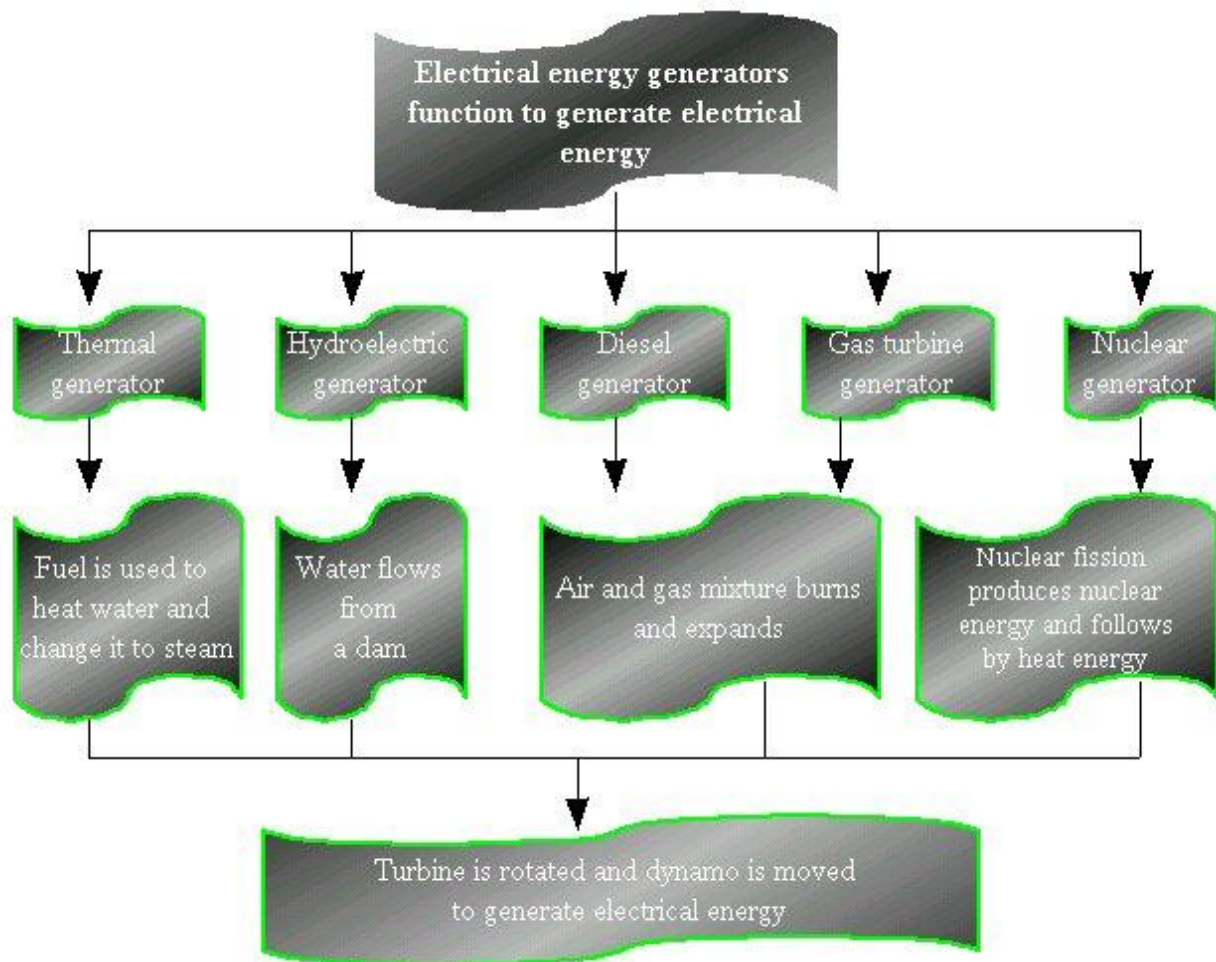 Electrical energy generators
function to generate electrical
energy
Thermal
generator
Hydroelectric
generator
Diesel
generator
Gas turbine
generator
Nuclear
generator
Fuel is used to
heat water and
change it to steam
Water flows
from
a dam
Air and gas mixture burns
and expands
Nuclear fission
produces nuclear
energy and follows
by heat energy
Turbine is rotated and dynamo is moved
to generate electrical energy